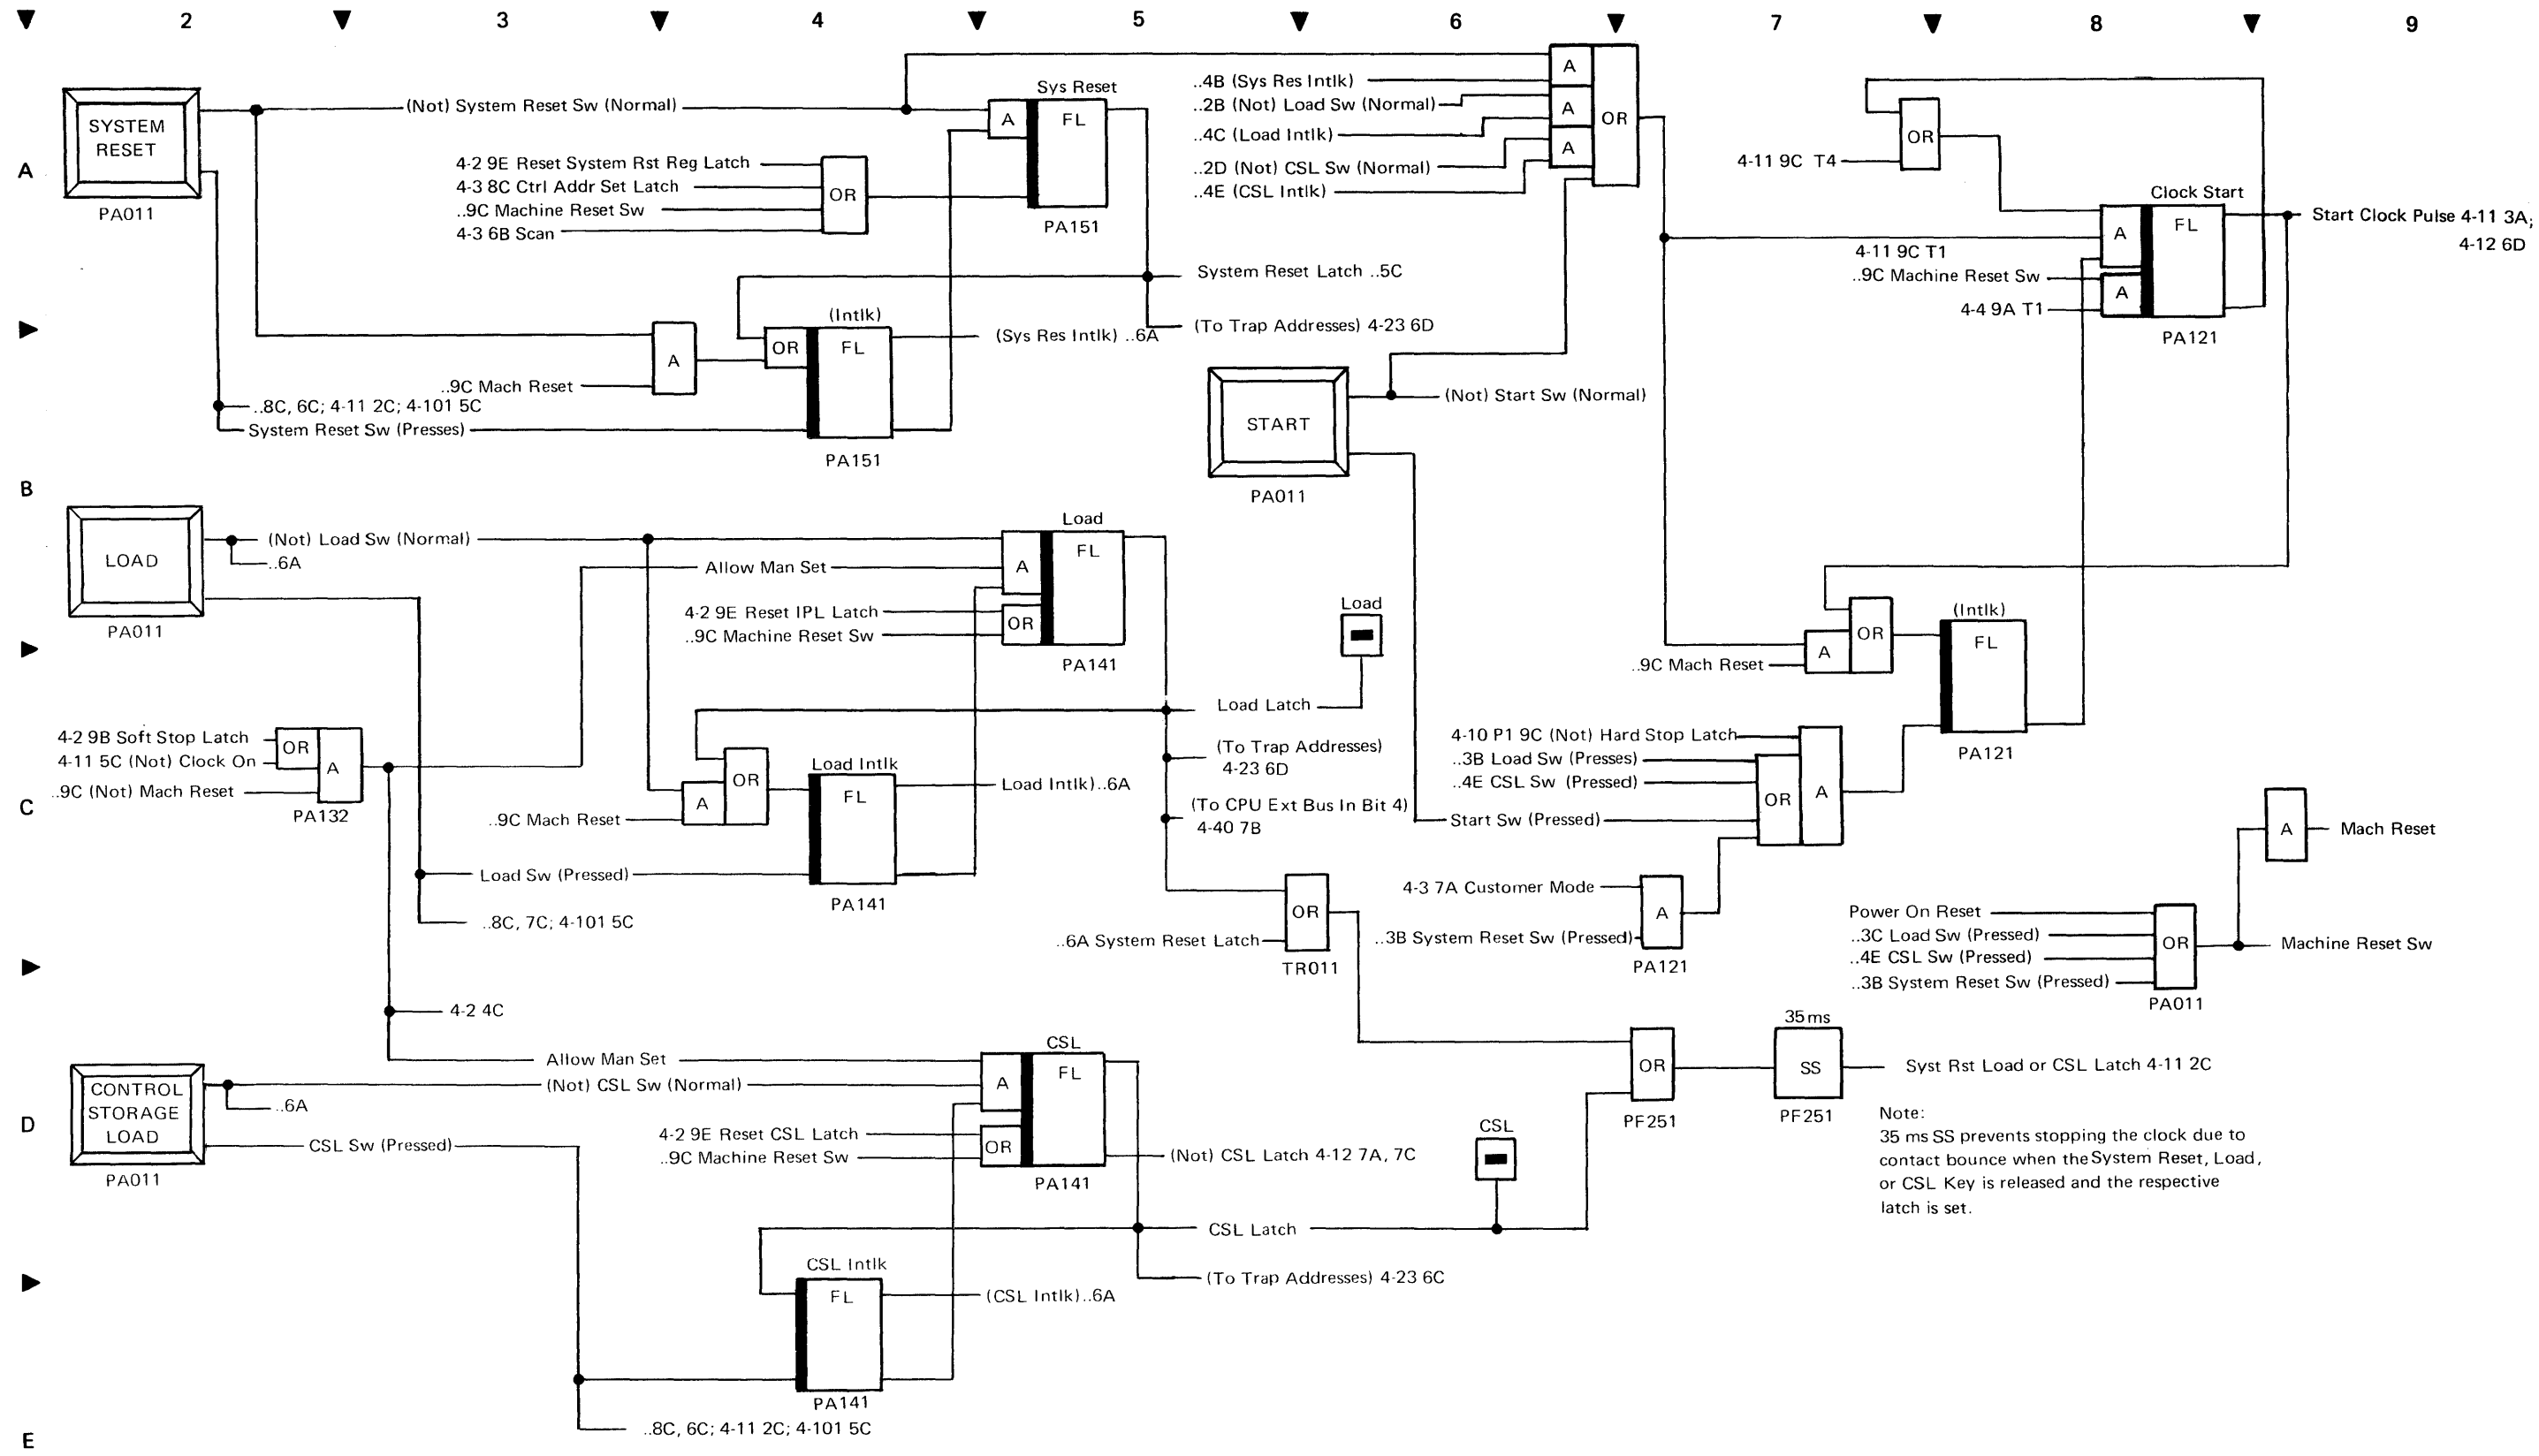 2 3 4 5 6 7 8 9
A
B
C
D
E
SYSTEM
RESET
PA011
(Not) System Reset Sw (Normal)
4-2 9E Reset System Rst Reg Latch
4-3 8C Ctrl Addr Set Latch
..9C Machine Reset Sw
4-3 6B Scan
OR
A
Sys Reset
FL
PA151
System Reset Latch ..5C
(To Trap Addresses) 4-23 6D
(Intlk)
OR
FL
PA151
(Sys Res Intlk) ..6A
A
..9C Mach Reset
..8C, 6C; 4-11 2C; 4-101 5C
System Reset Sw (Presses)
..4B (Sys Res Intlk)
..2B (Not) Load Sw (Normal)
..4C (Load Intlk)
..2D (Not) CSL Sw (Normal)
..4E (CSL Intlk)
A
A
A
OR
START
PA011
(Not) Start Sw (Normal)
OR
4-11 9C T4
Clock Start
A
FL
A
PA121
4-11 9C T1
..9C Machine Reset Sw
4-4 9A T1
Start Clock Pulse 4-11 3A;
4-12 6D
LOAD
PA011
(Not) Load Sw (Normal)
..6A
Allow Man Set
4-2 9E Reset IPL Latch
..9C Machine Reset Sw
Load
A
FL
OR
PA141
Load
Load Latch
(To Trap Addresses)
4-23 6D
(To CPU Ext Bus In Bit 4)
4-40 7B
4-2 9B Soft Stop Latch
4-11 5C (Not) Clock On
..9C (Not) Mach Reset
OR
A
PA132
..9C Mach Reset
A
OR
Load Intlk
FL
PA141
Load Intlk)..6A
Load Sw (Pressed)
..8C, 7C; 4-101 5C
(Intlk)
OR
A
FL
PA121
..9C Mach Reset
4-10 P1 9C (Not) Hard Stop Latch
..3B Load Sw (Presses)
..4E CSL Sw (Pressed)
Start Sw (Pressed)
OR
A
4-3 7A Customer Mode
..3B System Reset Sw (Pressed)
A
PA121
..6A System Reset Latch
OR
TR011
A
Mach Reset
Power On Reset
..3C Load Sw (Pressed)
..4E CSL Sw (Pressed)
..3B System Reset Sw (Pressed)
OR
PA011
Machine Reset Sw
4-2 4C
CONTROL
STORAGE
LOAD
PA011
Allow Man Set
(Not) CSL Sw (Normal)
..6A
CSL Sw (Pressed)
4-2 9E Reset CSL Latch
..9C Machine Reset Sw
CSL
A
FL
OR
PA141
(Not) CSL Latch 4-12 7A, 7C
CSL
CSL Latch
(To Trap Addresses) 4-23 6C
CSL Intlk
FL
PA141
(CSL Intlk)..6A
..8C, 6C; 4-11 2C; 4-101 5C
OR
PF251
35 ms
SS
PF251
Syst Rst Load or CSL Latch 4-11 2C
Note:
35 ms SS prevents stopping the clock due to
contact bounce when the System Reset, Load,
or CSL Key is released and the respective
latch is set.